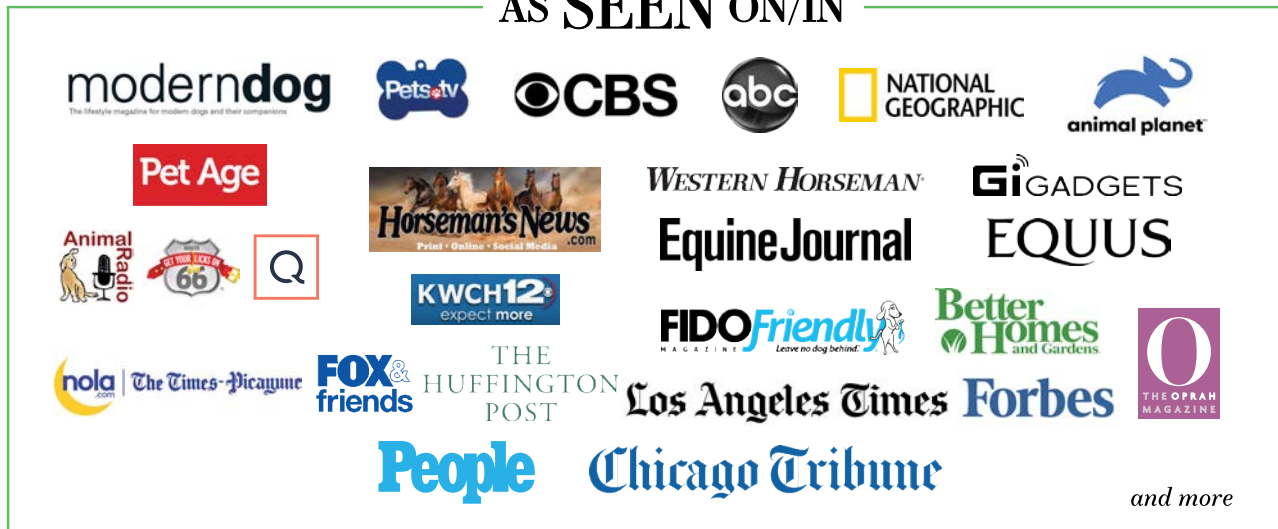 AS SEEN ON/IN
moderndog
The lifestyle magazine for modern dogs and their companions
Pets.tv
CBS
abc
NATIONAL
GEOGRAPHIC
animal planet
Pet Age
Horseman's News
.com
Print • Online • Social Media
WESTERN HORSEMAN
Gi GADGETS
Equine Journal
EQUUS
Animal
Radio
ROUTE
GET YOUR LICKS ON
66
Q
KWCH12
expect more
FIDO Friendly
MAGAZINE
Leave no dog behind.
Better
Homes
and Gardens
O
THE OPRAH
MAGAZINE
nola
.com
The Times-Picayune
FOX&
friends
THE
HUFFINGTON
POST
Los Angeles Times
Forbes
People
Chicago Tribune
and more